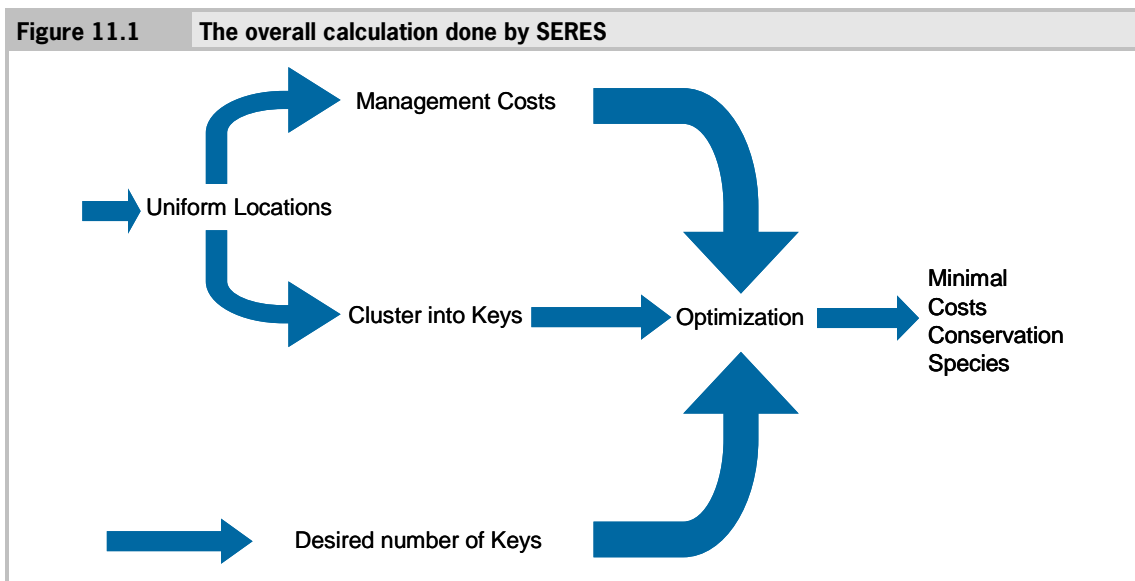 Figure 11.1 The overall calculation done by SERES
Management Costs
Uniform Locations
Cluster into Keys
Optimization
Minimal
Costs
Conservation
Species
Desired number of Keys